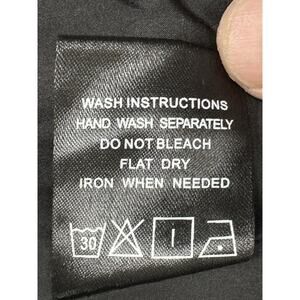 WASH INSTRUCTIONS
HAND WASH SEPARATELY
DO NOT BLEACH
FLAT DRY
IRON WHEN NEEDED
30